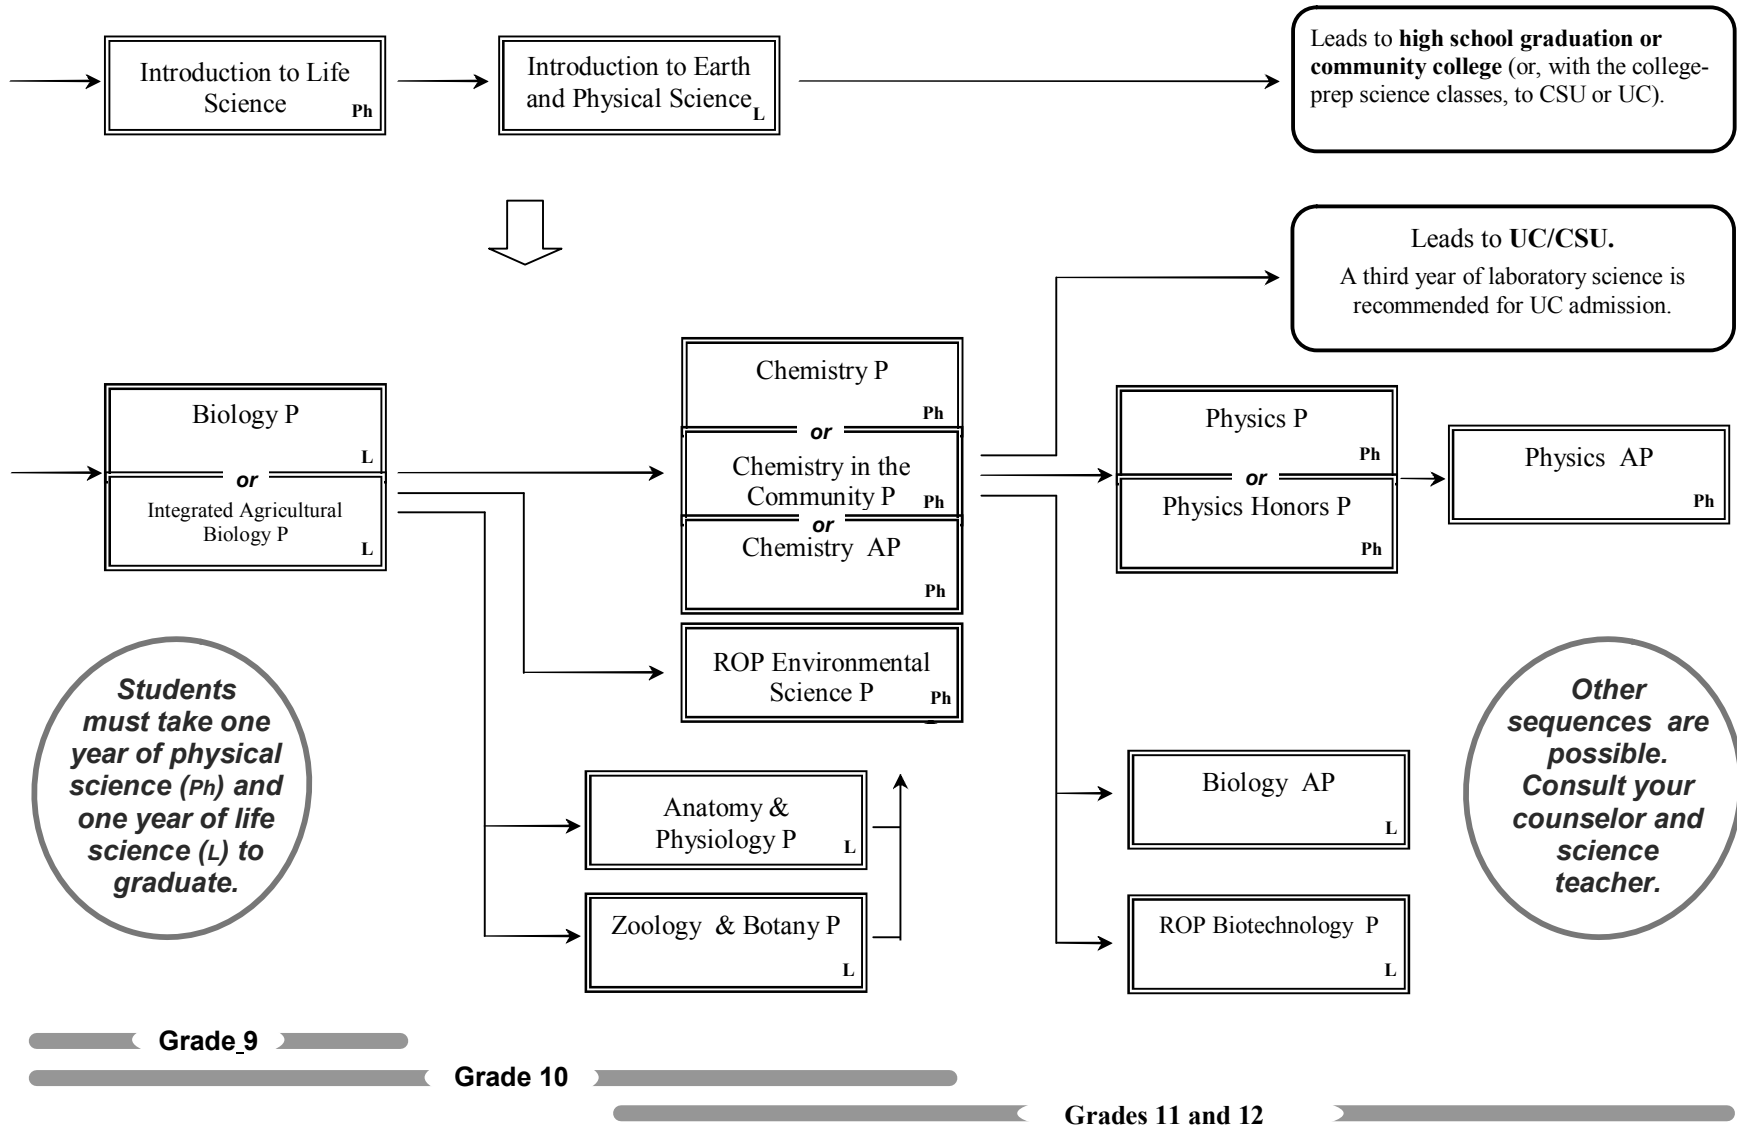 Introduction to Life
Science
Ph
Introduction to Earth
and Physical Science
L
Leads to high school graduation or
community college (or, with the college-
prep science classes, to CSU or UC).
Leads to UC/CSU.
A third year of laboratory science is
recommended for UC admission.
Biology P
L
or
Integrated Agricultural
Biology P
L
Chemistry P
Ph
or
Chemistry in the
Community P
Ph
or
Chemistry AP
Ph
Physics P
Ph
or
Physics Honors P
Ph
Physics AP
Ph
ROP Environmental
Science P
Ph
Students
must take one
year of physical
science (Ph) and
one year of life
science (L) to
graduate.
Anatomy &
Physiology P
L
Zoology & Botany P
L
Biology AP
L
ROP Biotechnology P
L
Other
sequences are
possible.
Consult your
counselor and
science
teacher.
Grade 9
Grade 10
Grades 11 and 12